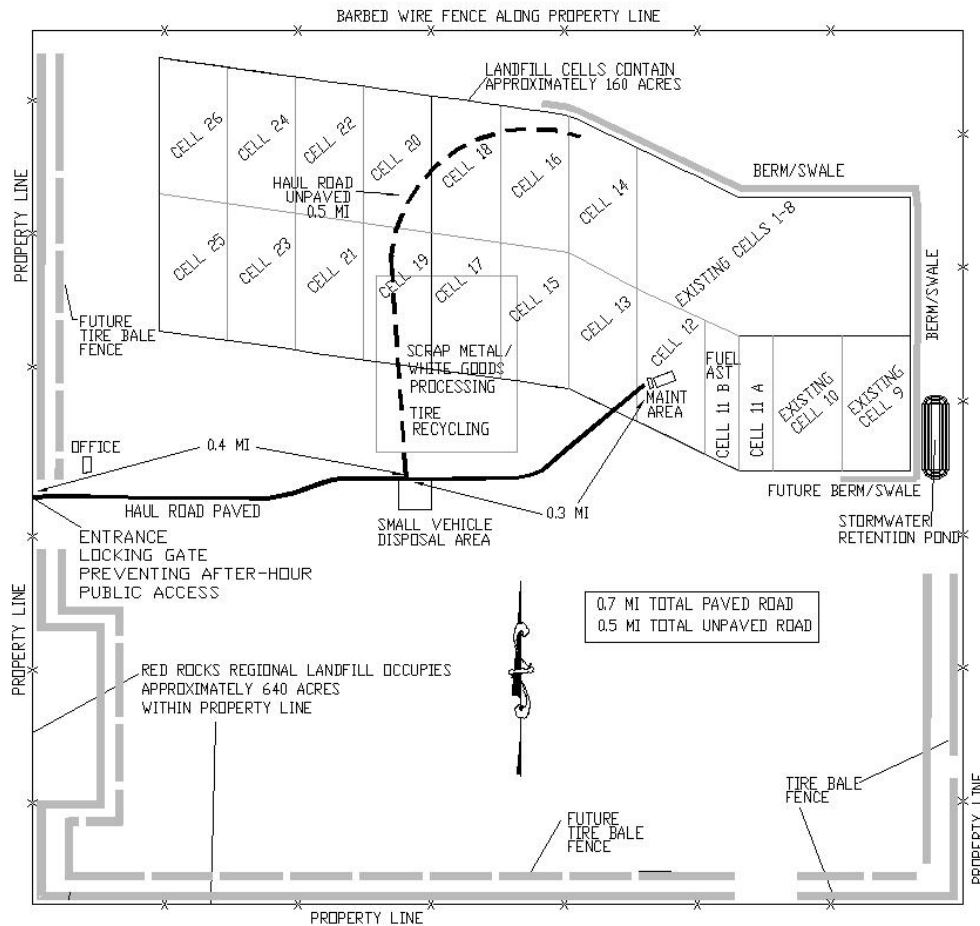 BARBED WIRE FENCE ALONG PROPERTY LINE
LANDFILL CELLS CONTAIN
APPROXIMATELY 160 ACRES
CELL 26
CELL 24
CELL 22
CELL 20
CELL 18
CELL 16
CELL 14
HAUL ROAD
UNPAVED
0.5 MI
BERM/SWALE
PROPERTY LINE
CELL 25
CELL 23
CELL 21
CELL 19
CELL 17
CELL 15
CELL 13
CELL 12
EXISTING CELLS 1-8
BERM/SWALE
FUTURE
TIRE BALE
FENCE
SCRAP METAL/
WHITE GOODS
PROCESSING
TIRE
RECYCLING
FUEL
AST
MAINT
AREA
CELL 11 B
CELL 11 A
EXISTING
CELL 10
EXISTING
CELL 9
OFFICE
0.4 MI
HAUL ROAD PAVED
0.3 MI
SMALL VEHICLE
DISPOSAL AREA
FUTURE BERM/SWALE
STORMWATER
RETENTION POND
ENTRANCE
LOCKING GATE
PREVENTING AFTER-HOUR
PUBLIC ACCESS
PROPERTY LINE
0.7 MI TOTAL PAVED ROAD
0.5 MI TOTAL UNPAVED ROAD
RED ROCKS REGIONAL LANDFILL OCCUPIES
APPROXIMATELY 640 ACRES
WITHIN PROPERTY LINE
TIRE BALE
FENCE
FUTURE
TIRE BALE
FENCE
PROPERTY LINE
PROPERTY LINE